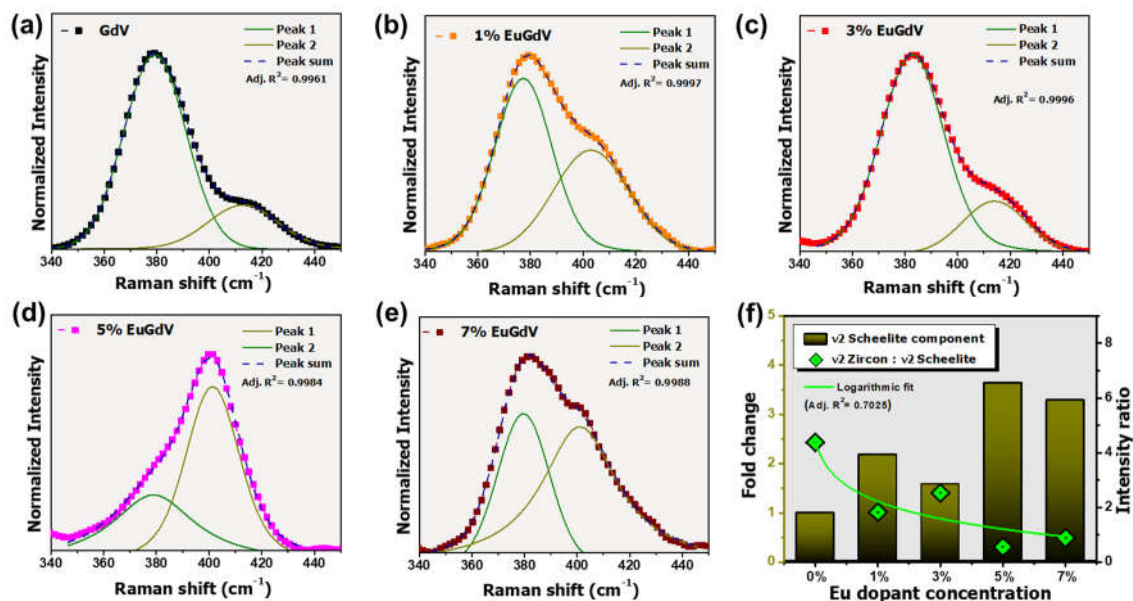 (a)
GdV
Peak 1
Peak 2
Peak sum
Adj. R²= 0.9961
Normalized Intensity
340 360 380 400 420 440
Raman shift (cm⁻¹)
(b)
1% EuGdV
Peak 1
Peak 2
Peak sum
Adj. R²= 0.9997
Normalized Intensity
340 360 380 400 420 440
Raman shift (cm⁻¹)
(c)
3% EuGdV
Peak 1
Peak 2
Peak sum
Adj. R²= 0.9996
Normalized Intensity
340 360 380 400 420 440
Raman shift (cm⁻¹)
(d)
5% EuGdV
Peak 1
Peak 2
Peak sum
Adj. R²= 0.9984
Normalized Intensity
340 360 380 400 420 440
Raman shift (cm⁻¹)
(e)
7% EuGdV
Peak 1
Peak 2
Peak sum
Adj. R²= 0.9988
Normalized Intensity
340 360 380 400 420 440
Raman shift (cm⁻¹)
(f)
ν2 Scheelite component
ν2 Zircon : ν2 Scheelite
Logarithmic fit
(Adj. R²= 0.7025)
Fold change
5
4
3
2
1
0
Intensity ratio
8
6
4
2
0
0% 1% 3% 5% 7%
Eu dopant concentration